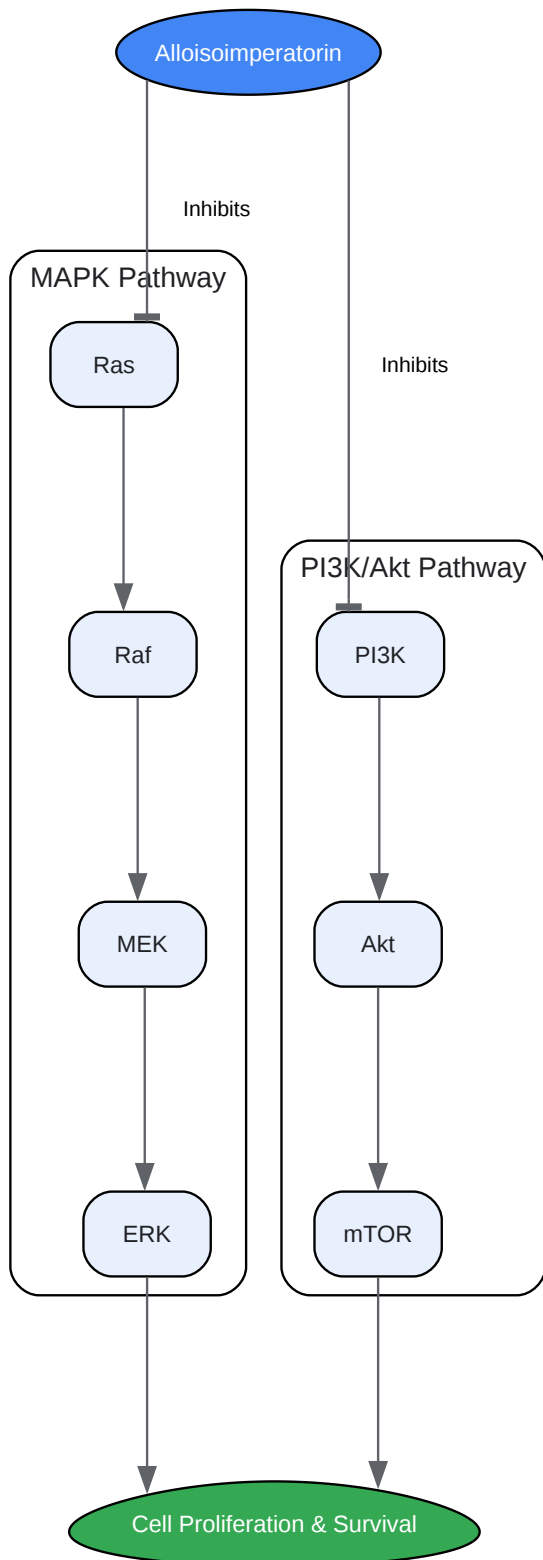 Alloisoimperatorin
Inhibits
MAPK Pathway
Ras
Inhibits
PI3K/Akt Pathway
Raf
PI3K
MEK
Akt
ERK
mTOR
Cell Proliferation & Survival